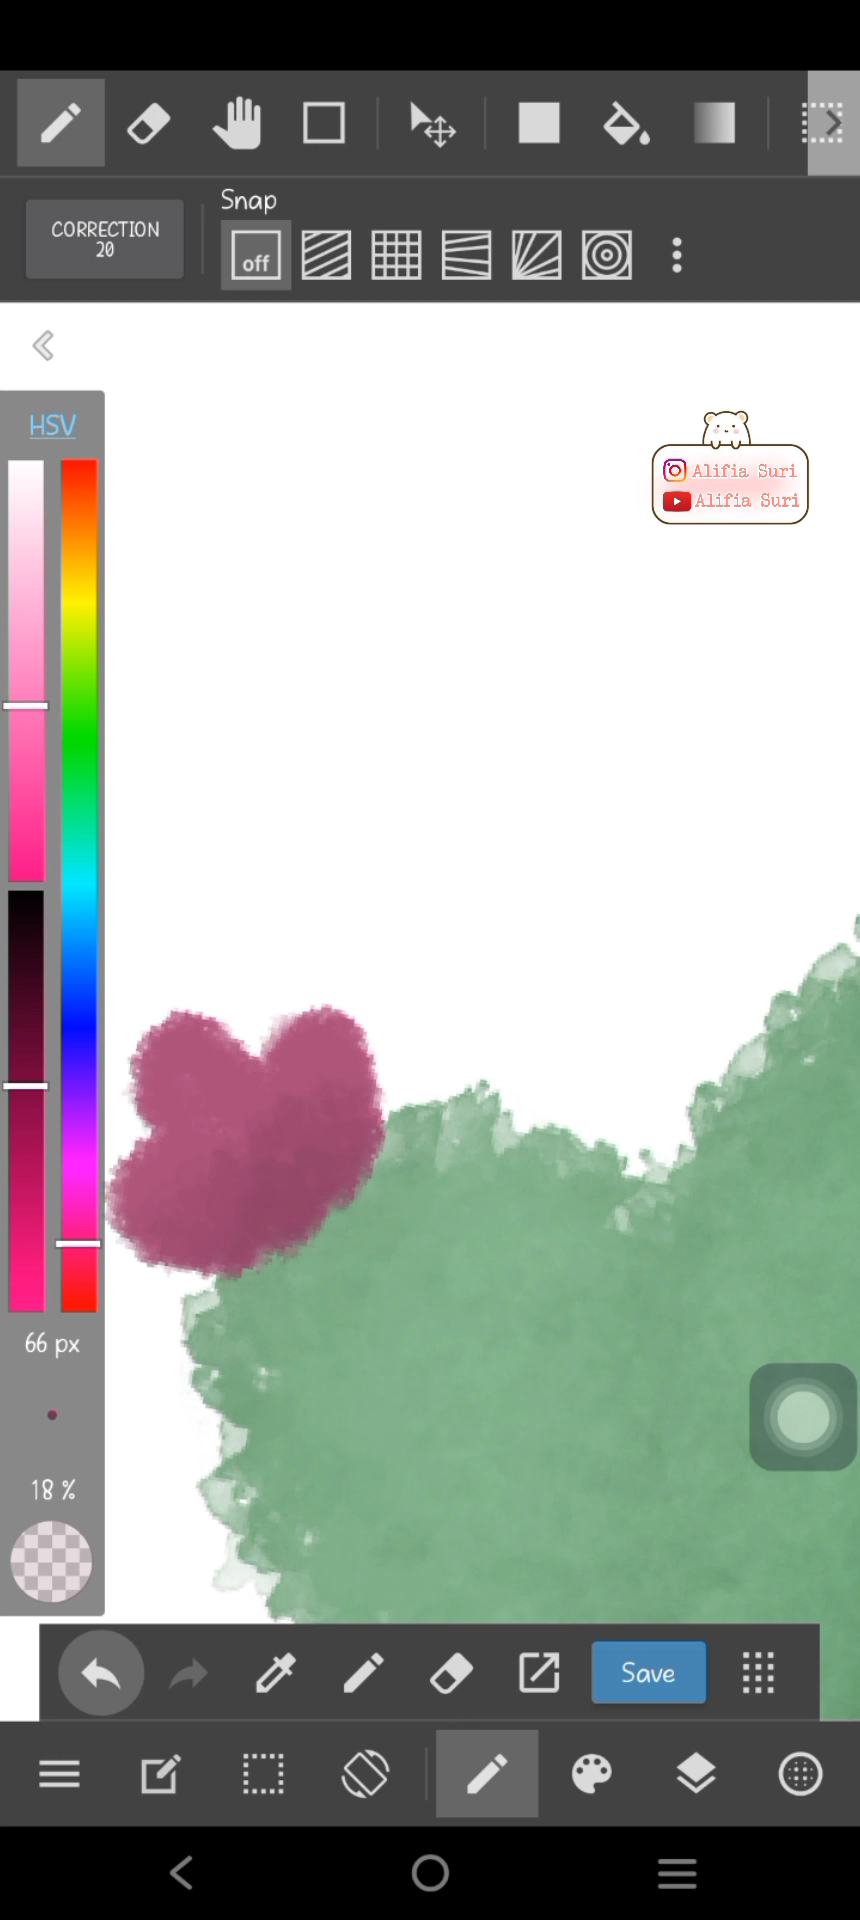 Snap
CORRECTION
20
off
HSV
Alifia Suri
Alifia Suri
66 px
18 %
Save